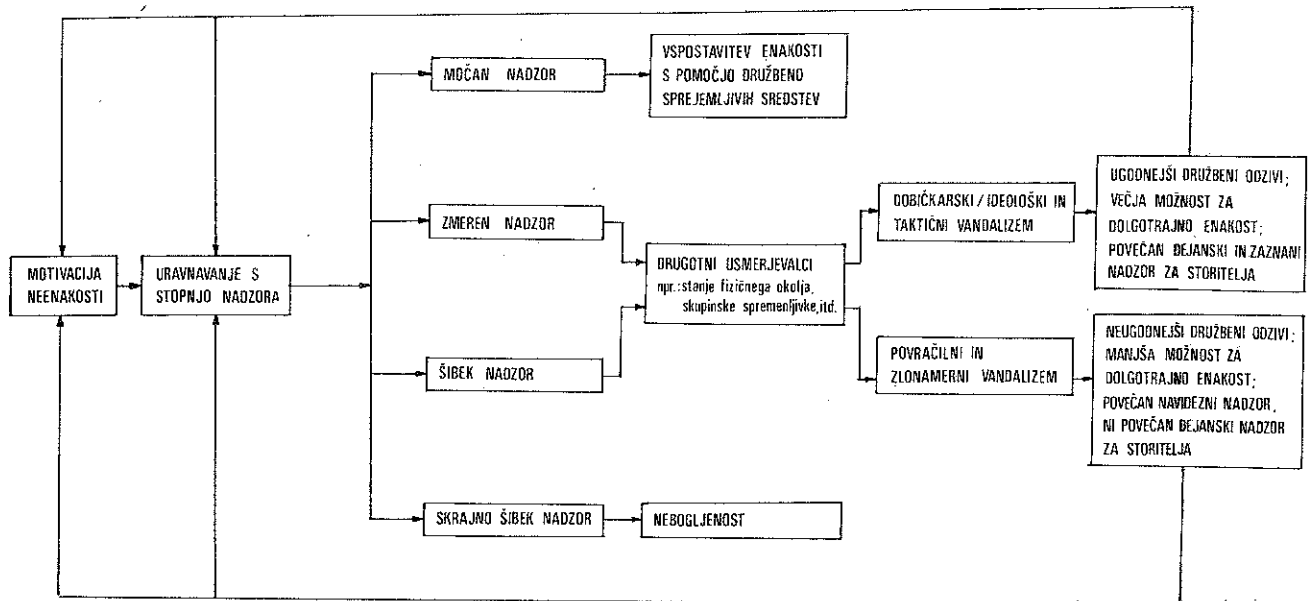 MOČAN NADZOR
VSPOSTAVITEV ENAKOSTI
S POMOČJO DRUŽBENO
SPREJEMLJIVIH SREDSTEV
MOTIVACIJA
NEENAKOSTI
URAVNAVANJE S
STOPNJO NADZORA
ZMEREN NADZOR
ŠIBEK NADZOR
DRUGOTNI USMERJEVALCI
npr.:stanje fizičnega okolja,
skupinske spremenljivke,itd.
DOBIČKARSKI / IDEOLOŠKI IN
TAKTIČNI VANDALIZEM
UGODNEJŠI DRUŽBENI ODZIVI;
VEČJA MOŽNOST ZA
DOLGOTRAJNO ENAKOST;
POVEČAN DEJANSKI IN ZAZNANI
NADZOR ZA STORITELJA
POVRAČILNI IN
ZLONAMERNI VANDALIZEM
NEUGODNEJŠI DRUŽBENI ODZIVI;
MANJŠA MOŽNOST ZA
DOLGOTRAJNO ENAKOST;
POVEČAN NAVIDEZNI NADZOR,
NI POVEČAN DEJANSKI NADZOR
ZA STORITELJA
SKRAJNO ŠIBEK NADZOR
NEBOGLJENOST